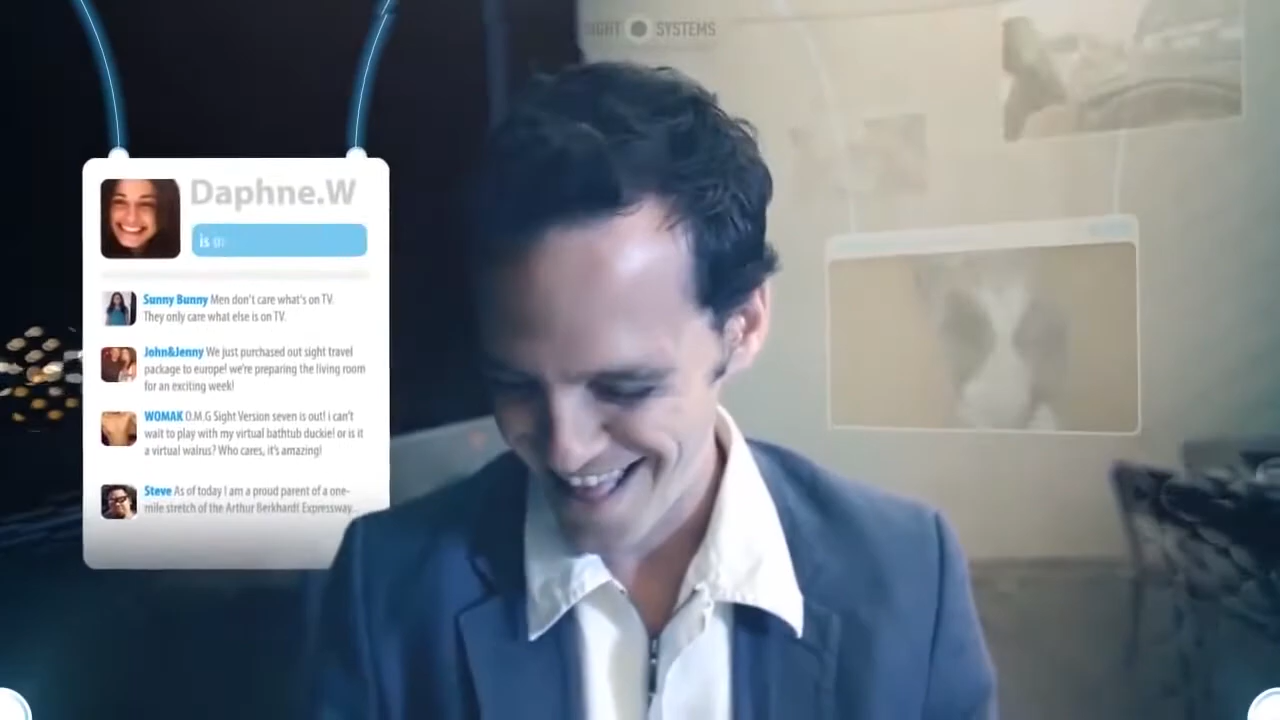 SYSTEMS
Daphne.W
is
Sunny Bunny Men don't care what's on TV.
They only care what else is on TV.
John&Jenny We just purchased out sight travel
package to europe! we're preparing the living room
for an exciting week!
WOMAK O.M.G Sight Version seven is out! i can't
wait to play with my virtual bathtub duckie! or is it
a virtual walrus? Who cares, it's amazing!
Steve As of today I am a proud parent of a one-
mile stretch of the Arthur Berkhardt Expressway...